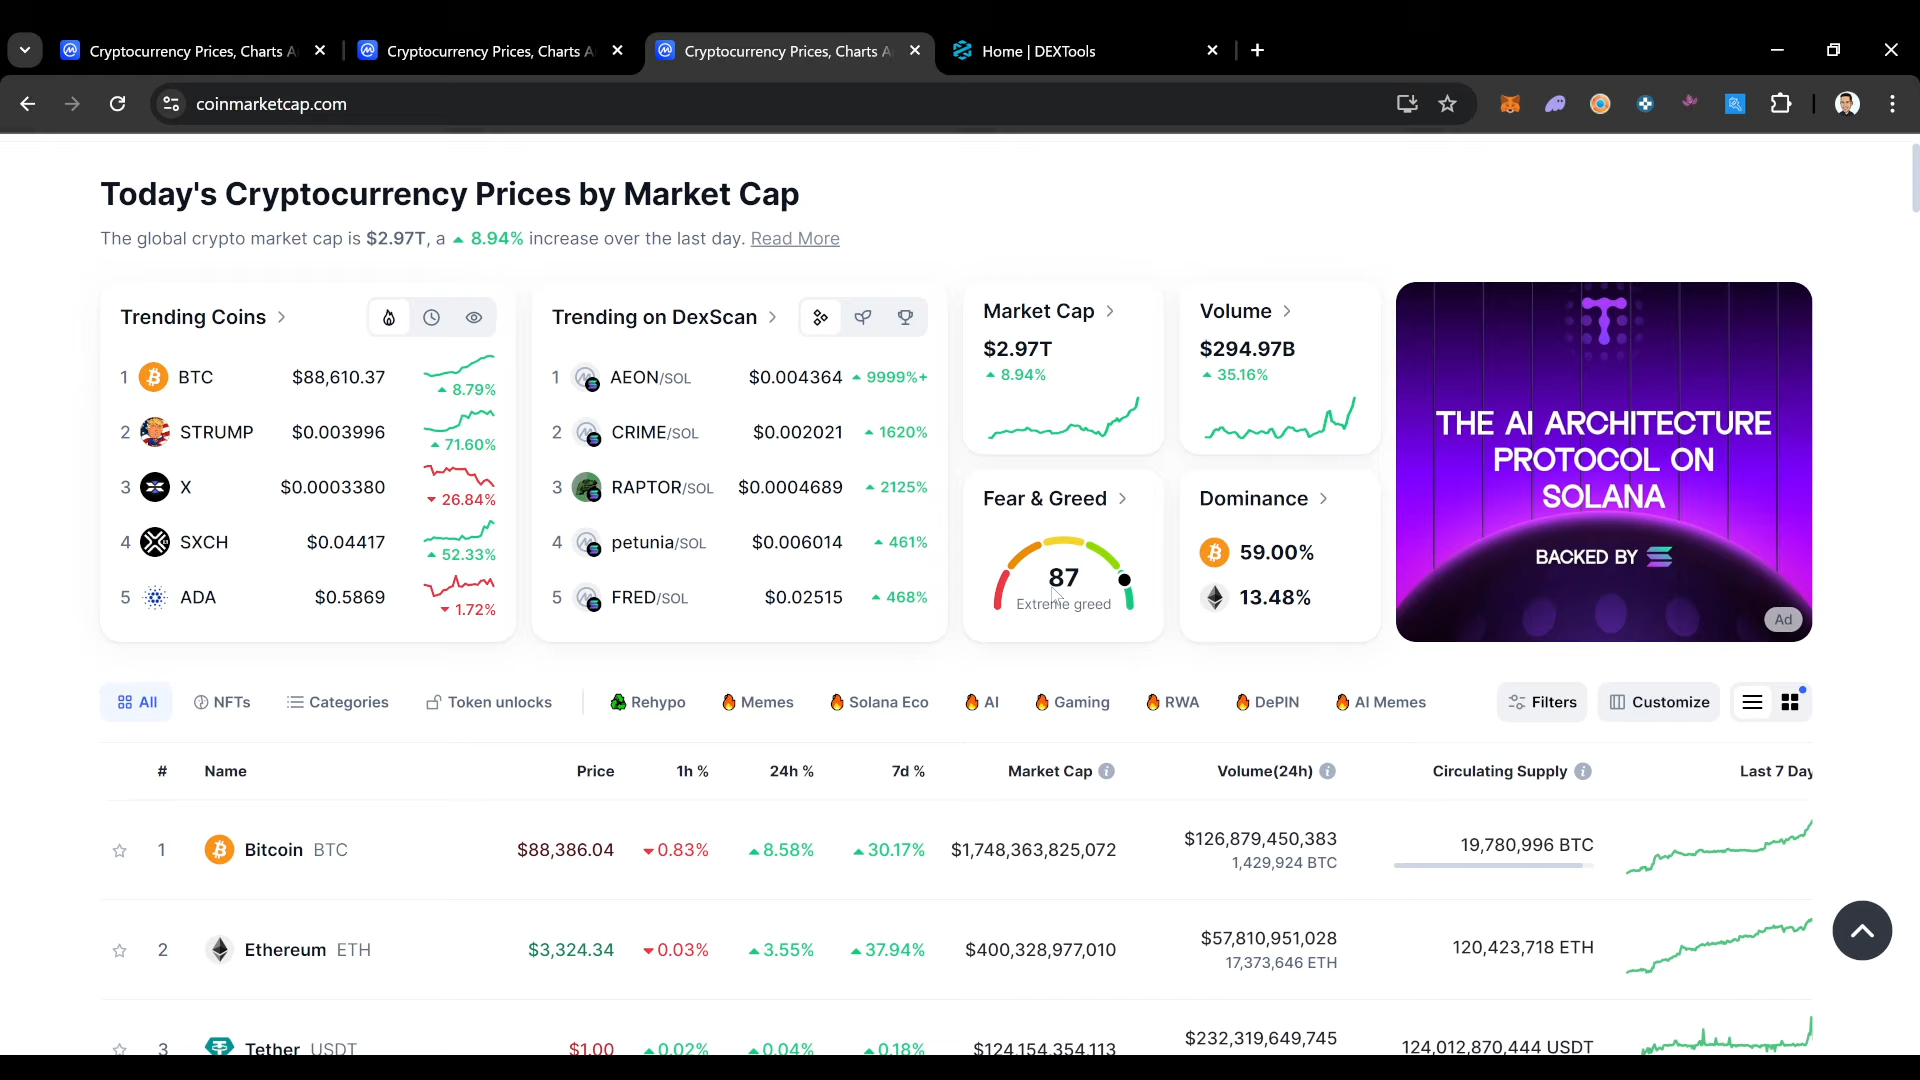 Cryptocurrency Prices, Charts A
Cryptocurrency Prices, Charts A
Cryptocurrency Prices, Charts A
Home | DEXTools
coinmarketcap.com
Today's Cryptocurrency Prices by Market Cap
The global crypto market cap is $2.97T, a 8.94% increase over the last day. Read More
Trending Coins
1 BTC $88,610.37 8.79%
2 STRUMP $0.003996 71.60%
3 X $0.0003380 26.84%
4 SXCH $0.04417 52.33%
5 ADA $0.5869 1.72%
Trending on DexScan
1 AEON/SOL $0.004364 9999%+
2 CRIME/SOL $0.002021 1620%
3 RAPTOR/SOL $0.0004689 2125%
4 petunia/SOL $0.006014 461%
5 FRED/SOL $0.02515 468%
Market Cap
$2.97T
8.94%
Volume
$294.97B
35.16%
Fear & Greed
87
Extreme greed
Dominance
59.00%
13.48%
THE AI ARCHITECTURE
PROTOCOL ON
SOLANA
BACKED BY
Ad
All NFTs Categories Token unlocks Rehypo Memes Solana Eco AI Gaming RWA DePIN AI Memes Filters Customize
# Name Price 1h % 24h % 7d % Market Cap Volume(24h) Circulating Supply Last 7 Day
1 Bitcoin BTC $88,386.04 0.83% 8.58% 30.17% $1,748,363,825,072 $126,879,450,383 19,780,996 BTC
1,429,924 BTC
2 Ethereum ETH $3,324.34 0.03% 3.55% 37.94% $400,328,977,010 $57,810,951,028 120,423,718 ETH
17,373,646 ETH
3 Tether USDT $1.00 0.02% 0.04% 0.18% $124,154,354,113 $232,319,649,745 124,012,870,444 USDT